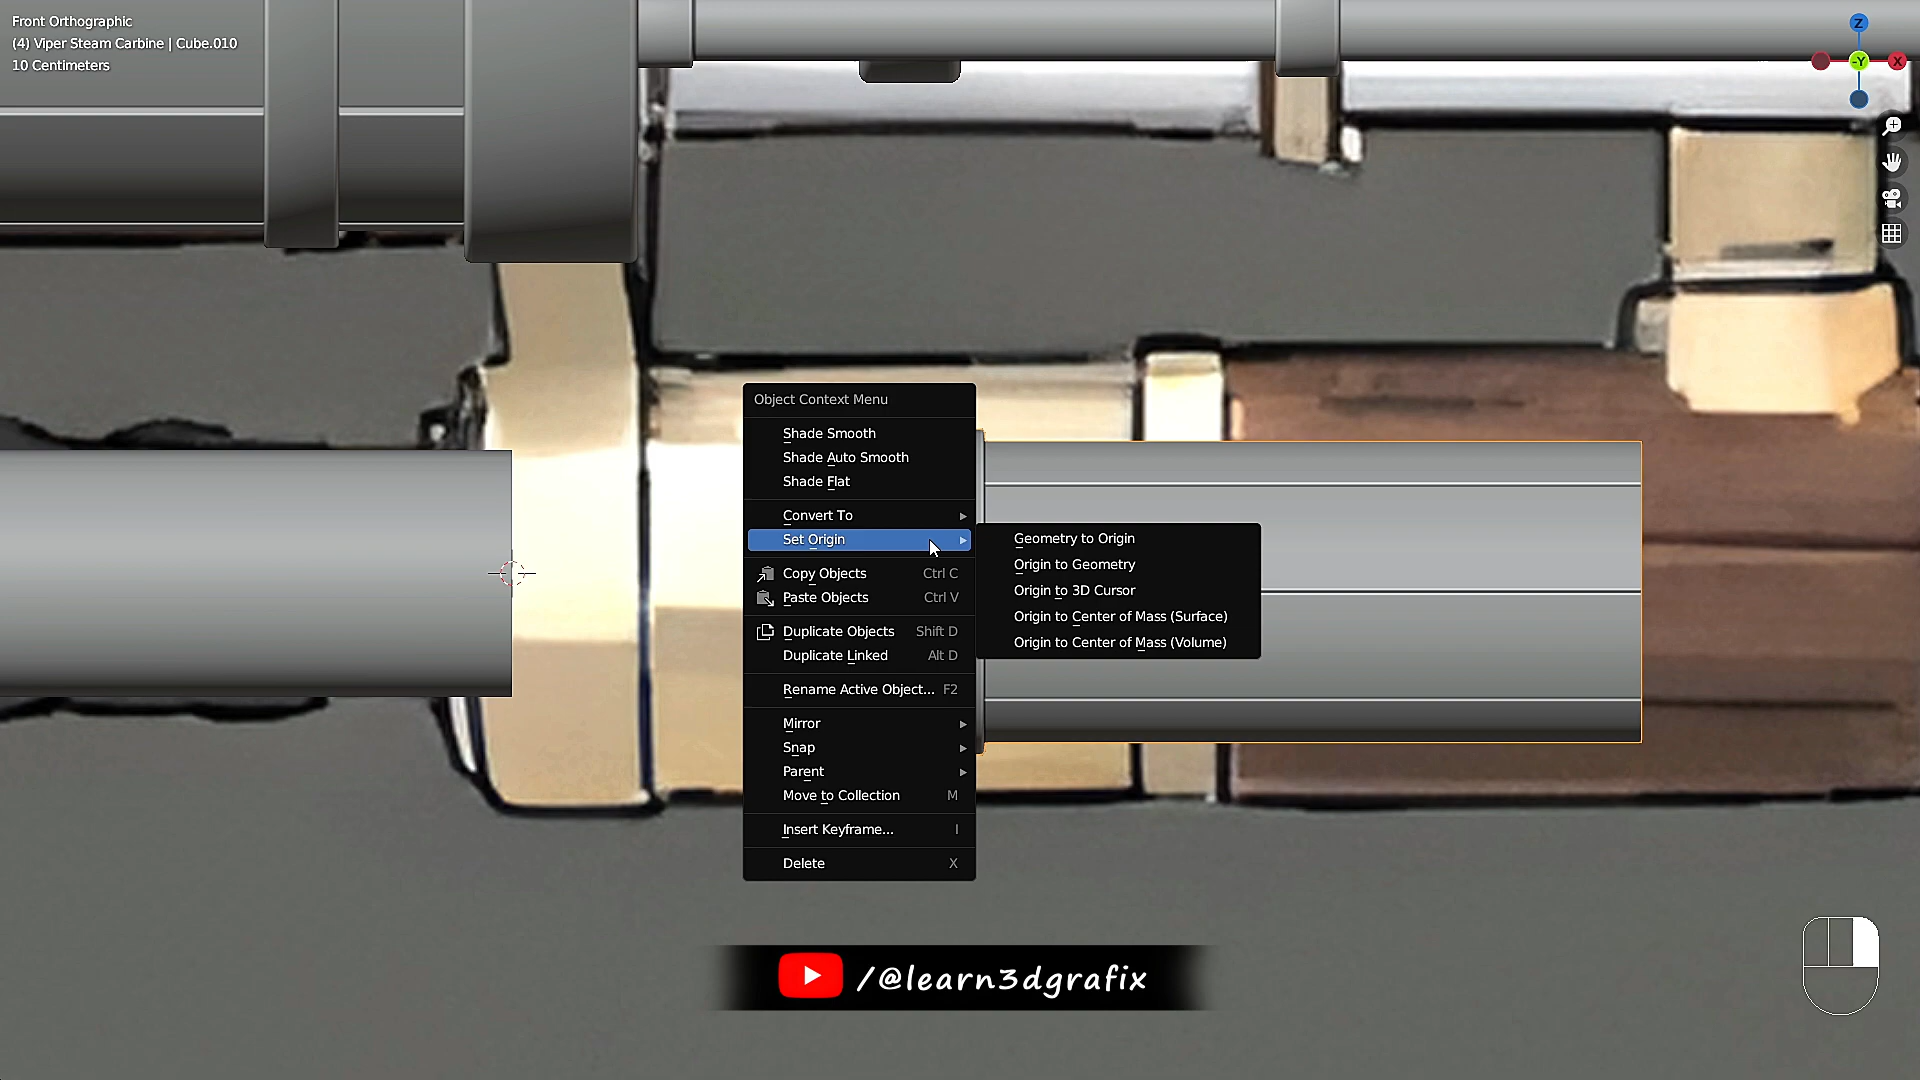 Front Orthographic
(4) Viper Steam Carbine | Cube.010
10 Centimeters
Z
-Y
X
Object Context Menu
Shade Smooth
Shade Auto Smooth
Shade Flat
Convert To
Set Origin
Geometry to Origin
Origin to Geometry
Origin to 3D Cursor
Origin to Center of Mass (Surface)
Origin to Center of Mass (Volume)
Copy Objects Ctrl C
Paste Objects Ctrl V
Duplicate Objects Shift D
Duplicate Linked Alt D
Rename Active Object... F2
Mirror
Snap
Parent
Move to Collection M
Insert Keyframe... I
Delete X
/@learn3dgrafix